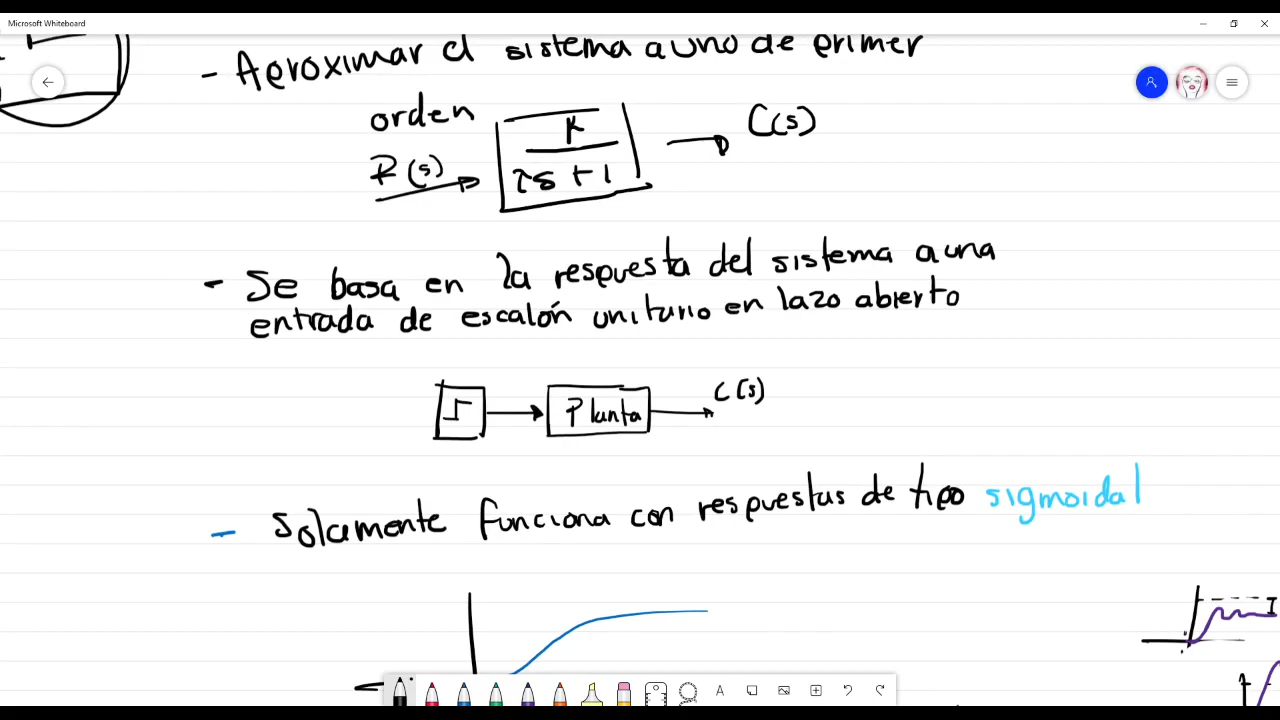 Microsoft Whiteboard
- Aproximar el sistema a uno de primer
orden
R(s)
K
τs + 1
C(s)
- Se basa en la respuesta del sistema a una
entrada de escalón unitario en lazo abierto
Planta
C(s)
- Solamente funciona con respuestas de tipo sigmoidal